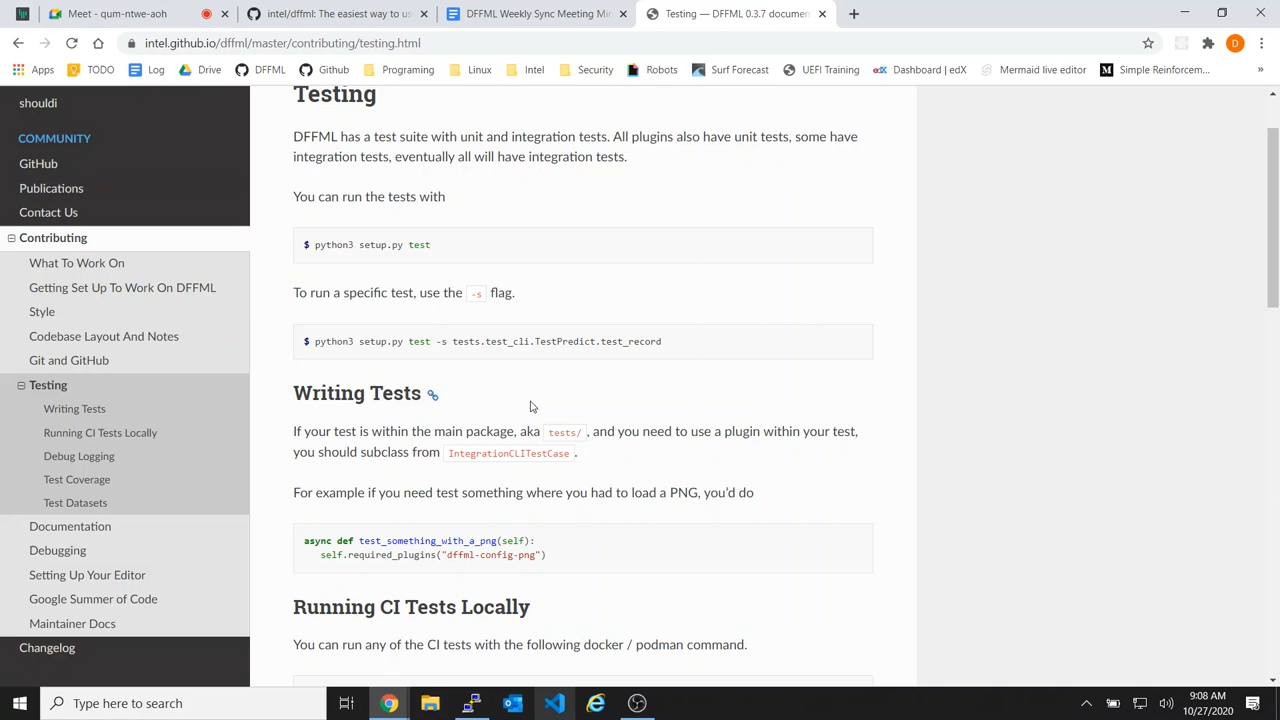 Meet - qum-ntwe-aoh
intel/dffml: The easiest way to us
DFFML Weekly Sync Meeting Min
Testing — DFFML 0.3.7 documen
intel.github.io/dffml/master/contributing/testing.html
D
Apps
TODO
Log
Drive
DFFML
Github
Programing
Linux
Intel
Security
Robots
Surf Forecast
UEFI Training
Dashboard | edX
Mermaid live editor
Simple Reinforcem...
shouldi
COMMUNITY
GitHub
Publications
Contact Us
Contributing
What To Work On
Getting Set Up To Work On DFFML
Style
Codebase Layout And Notes
Git and GitHub
Testing
Writing Tests
Running CI Tests Locally
Debug Logging
Test Coverage
Test Datasets
Documentation
Debugging
Setting Up Your Editor
Google Summer of Code
Maintainer Docs
Changelog
Testing
DFFML has a test suite with unit and integration tests. All plugins also have unit tests, some have
integration tests, eventually all will have integration tests.
You can run the tests with
$ python3 setup.py test
To run a specific test, use the -s flag.
$ python3 setup.py test -s tests.test_cli.TestPredict.test_record
Writing Tests
If your test is within the main package, aka tests/ , and you need to use a plugin within your test,
you should subclass from IntegrationCLITestCase .
For example if you need test something where you had to load a PNG, you'd do
async def test_something_with_a_png(self):
self.required_plugins("dffml-config-png")
Running CI Tests Locally
You can run any of the CI tests with the following docker / podman command.
Type here to search
9:08 AM
10/27/2020